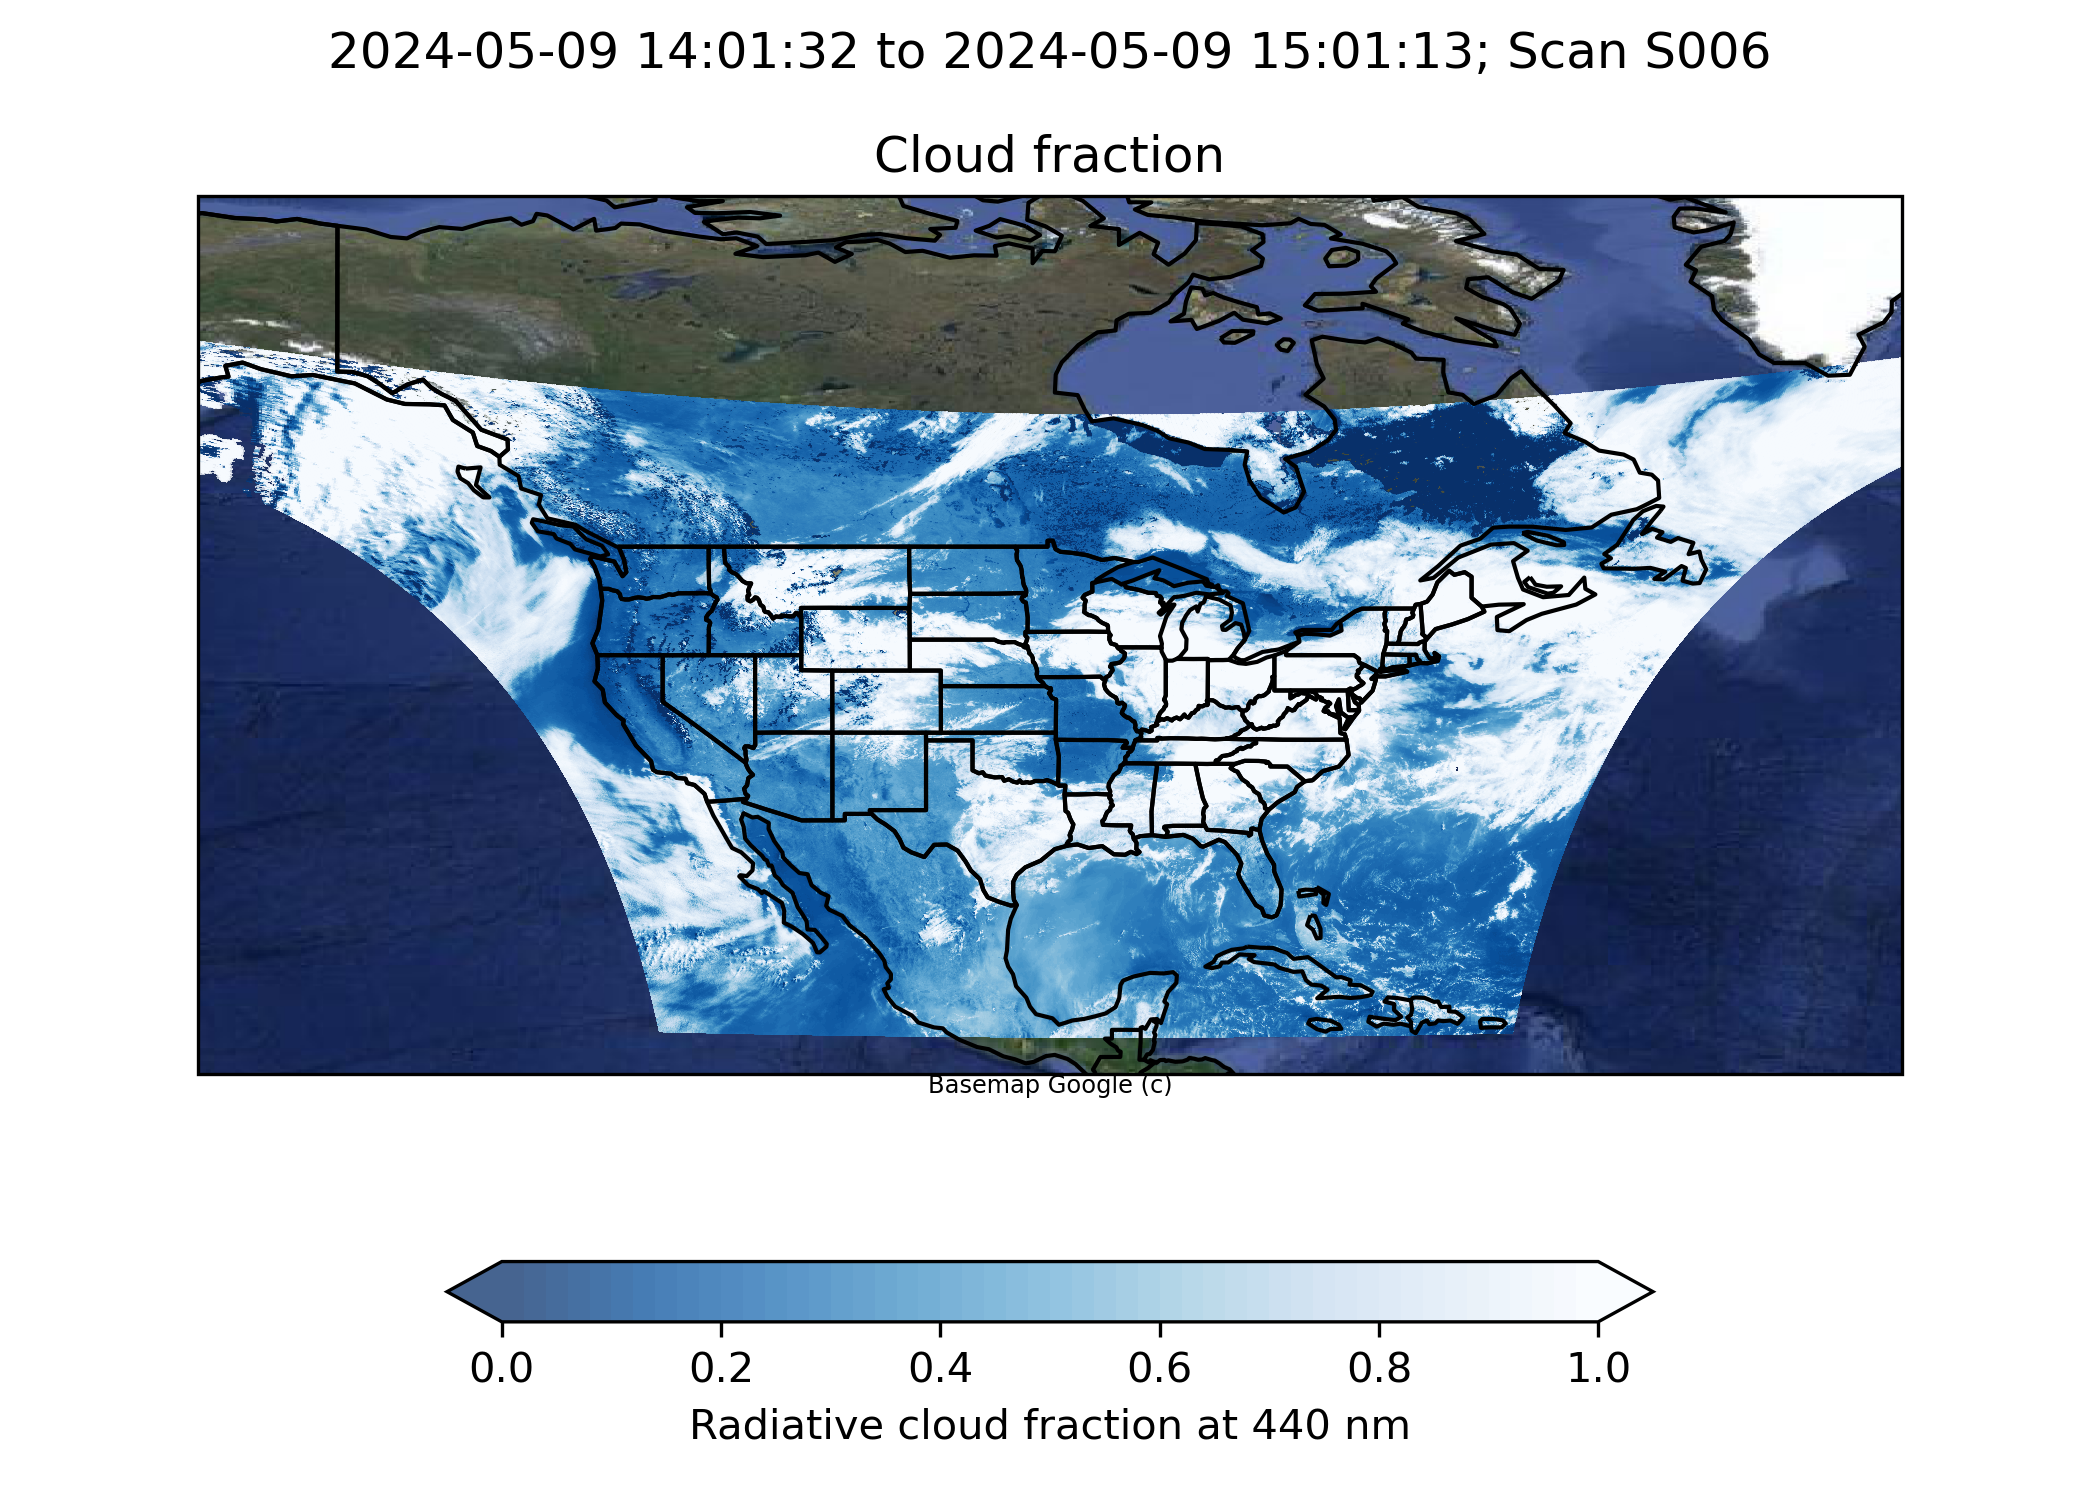 2024-05-09 14:01:32 to 2024-05-09 15:01:13; Scan S006
Cloud fraction
Basemap Google (c)
0.0 0.2 0.4 0.6 0.8 1.0
Radiative cloud fraction at 440 nm